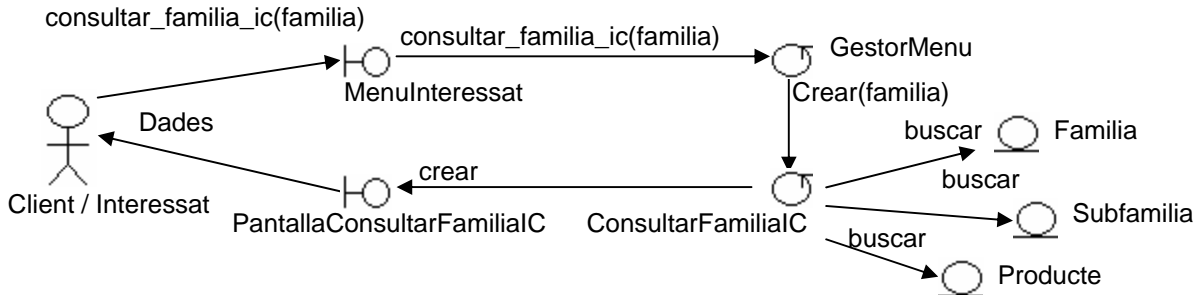 consultar_familia_ic(familia)
consultar_familia_ic(familia)
GestorMenu
MenuInteressat
Crear(familia)
Dades
buscar
Familia
crear
buscar
Client / Interessat
PantallaConsultarFamiliaIC
ConsultarFamiliaIC
Subfamilia
buscar
Producte